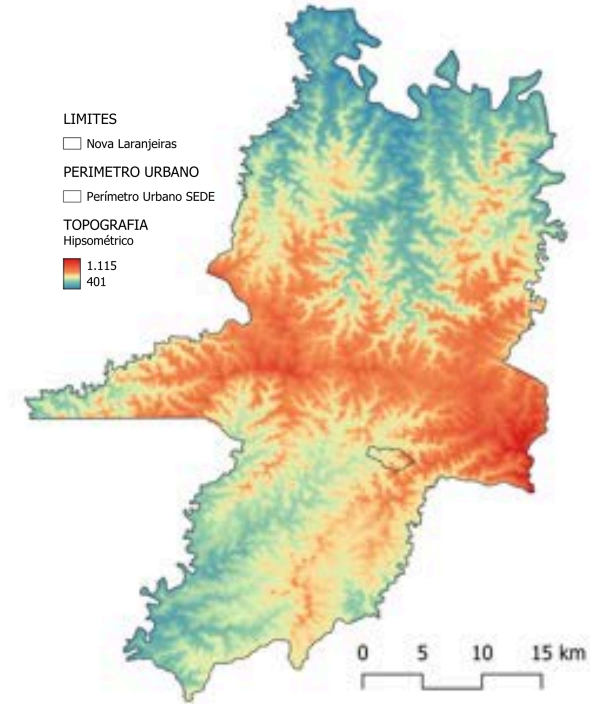 LIMITES
Nova Laranjeiras
PERIMETRO URBANO
Perímetro Urbano SEDE
TOPOGRAFIA
Hipsométrico
1.115
401
0 5 10 15 km